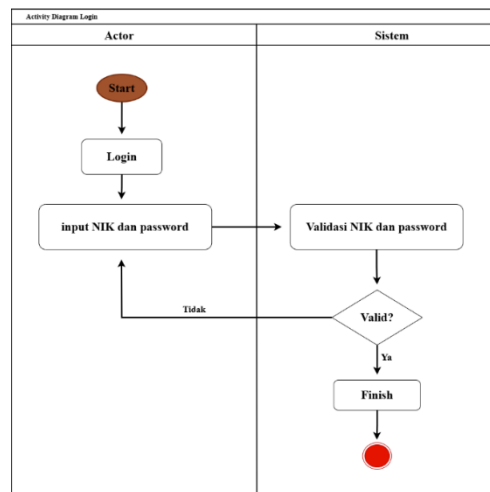 Activity Diagram Login
Actor
Sistem
Start
Login
input NIK dan password
Validasi NIK dan password
Valid?
Tidak
Ya
Finish